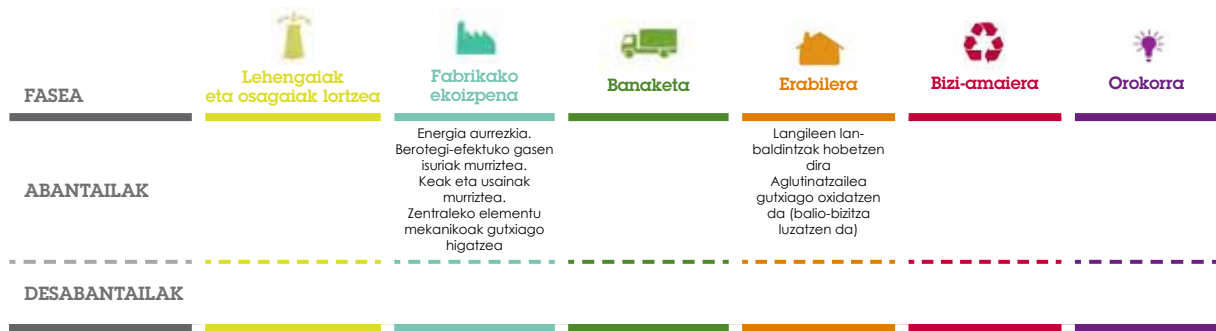 FASEA
Lehengaiak
eta osagaiak lortzea
Fabrikako
ekoizpena
Banaketa
Erabilera
Bizi-amaiera
Orokorra
ABANTAILAK
Energia aurrezkia.
Berotegi-efektuko gasen
isuriak murriztea.
Keak eta usainak
murriztea.
Zentraleko elementu
mekanikoak gutxiago
higatzea
Langileen lan-
baldintzak hobetzen
dira
Aglutinatzailea
gutxiago oxidatzen
da (balio-bizitza
luzatzen da)
DESABANTAILAK